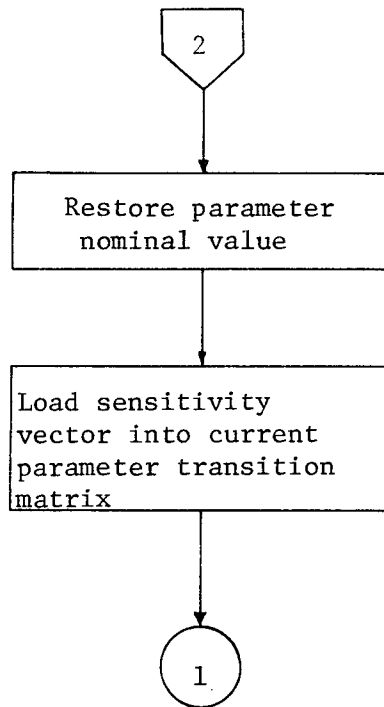 2
Restore parameter
nominal value
Load sensitivity
vector into current
parameter transition
matrix
1